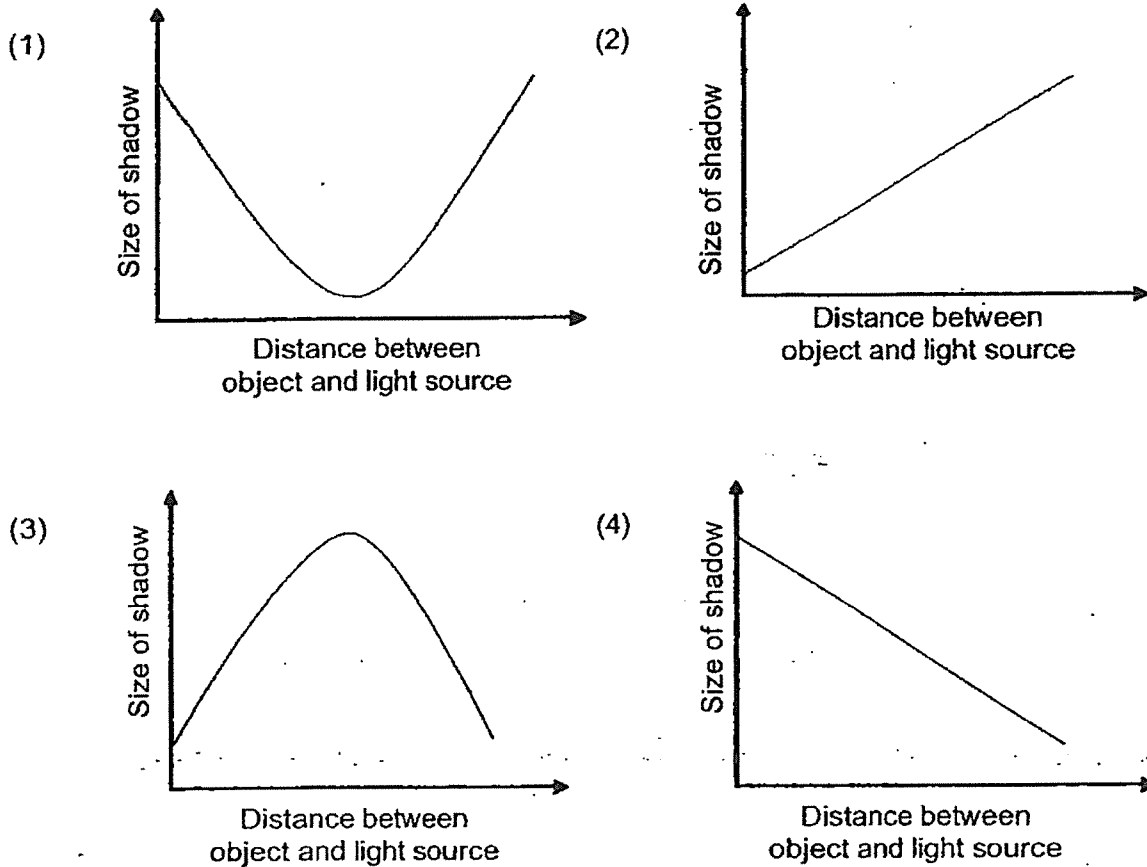 (1)
Size of shadow
Distance between
object and light source
(2)
Size of shadow
Distance between
object and light source
(3)
Size of shadow
Distance between
object and light source
(4)
Size of shadow
Distance between
object and light source